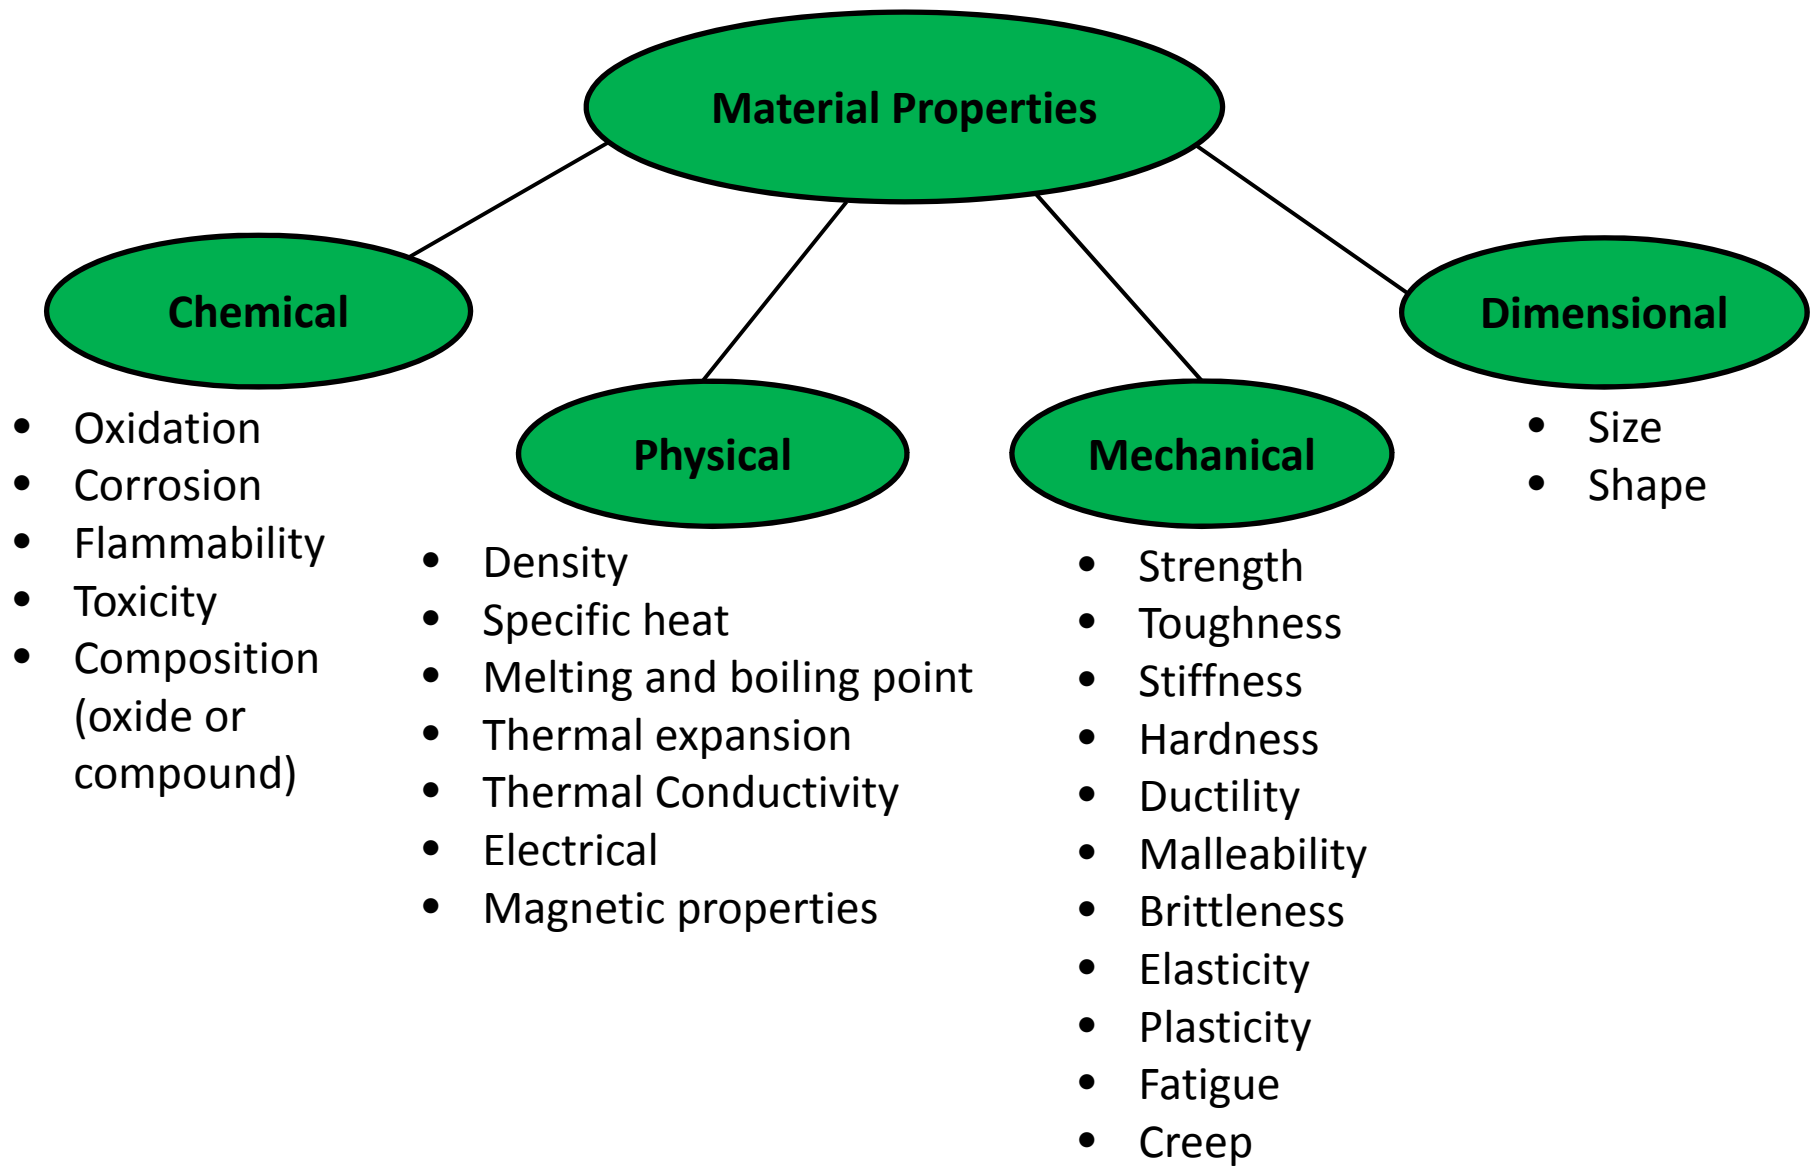 Material Properties
Chemical
• Oxidation
• Corrosion
• Flammability
• Toxicity
• Composition
(oxide or
compound)
Physical
• Density
• Specific heat
• Melting and boiling point
• Thermal expansion
• Thermal Conductivity
• Electrical
• Magnetic properties
Mechanical
• Strength
• Toughness
• Stiffness
• Hardness
• Ductility
• Malleability
• Brittleness
• Elasticity
• Plasticity
• Fatigue
• Creep
Dimensional
• Size
• Shape